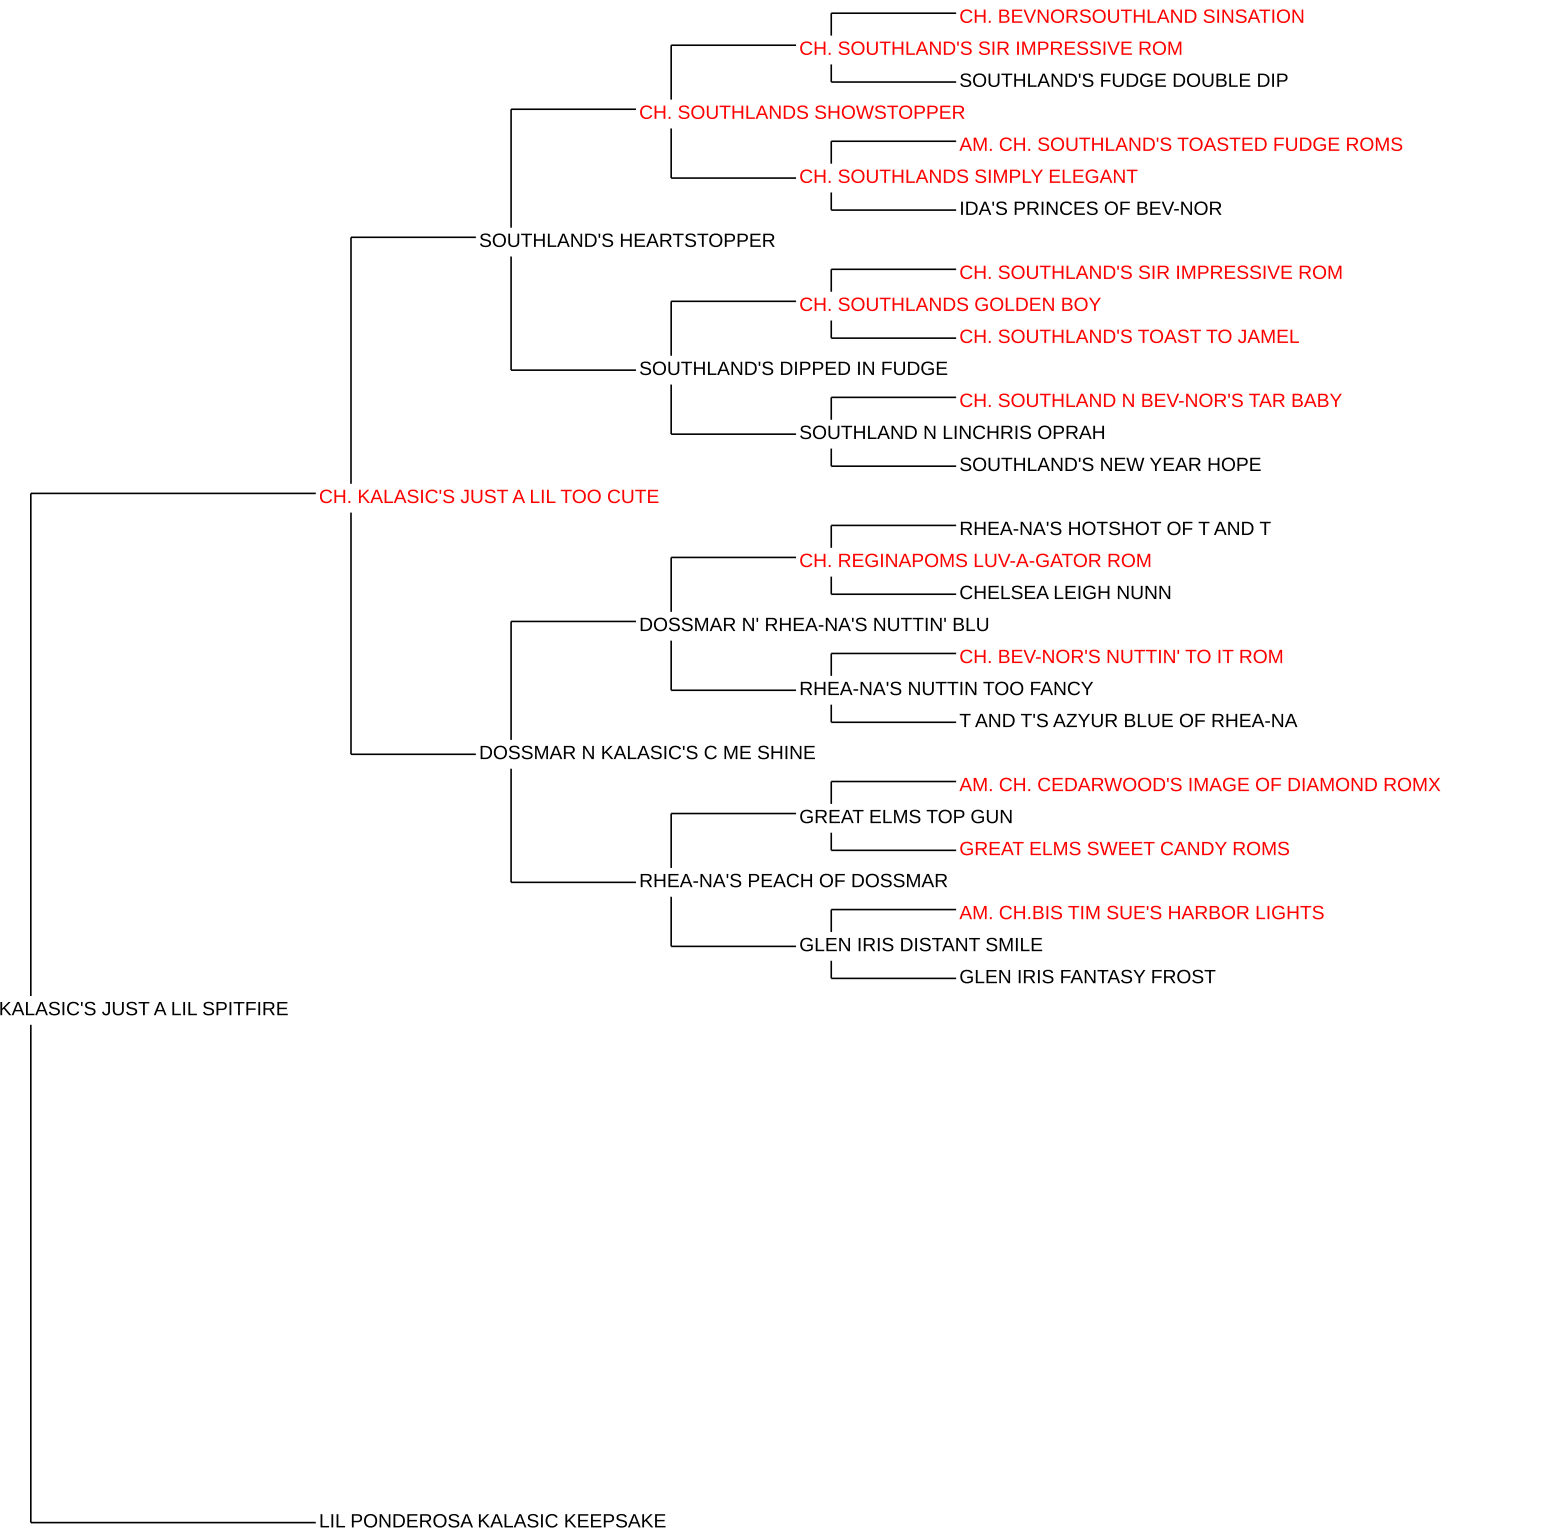 CH. BEVNORSOUTHLAND SINSATION
CH. SOUTHLAND'S SIR IMPRESSIVE ROM
SOUTHLAND'S FUDGE DOUBLE DIP
CH. SOUTHLANDS SHOWSTOPPER
AM. CH. SOUTHLAND'S TOASTED FUDGE ROMS
CH. SOUTHLANDS SIMPLY ELEGANT
IDA'S PRINCES OF BEV-NOR
SOUTHLAND'S HEARTSTOPPER
CH. SOUTHLAND'S SIR IMPRESSIVE ROM
CH. SOUTHLANDS GOLDEN BOY
CH. SOUTHLAND'S TOAST TO JAMEL
SOUTHLAND'S DIPPED IN FUDGE
CH. SOUTHLAND N BEV-NOR'S TAR BABY
SOUTHLAND N LINCHRIS OPRAH
SOUTHLAND'S NEW YEAR HOPE
CH. KALASIC'S JUST A LIL TOO CUTE
RHEA-NA'S HOTSHOT OF T AND T
CH. REGINAPOMS LUV-A-GATOR ROM
CHELSEA LEIGH NUNN
DOSSMAR N' RHEA-NA'S NUTTIN' BLU
CH. BEV-NOR'S NUTTIN' TO IT ROM
RHEA-NA'S NUTTIN TOO FANCY
T AND T'S AZYUR BLUE OF RHEA-NA
DOSSMAR N KALASIC'S C ME SHINE
AM. CH. CEDARWOOD'S IMAGE OF DIAMOND ROMX
GREAT ELMS TOP GUN
GREAT ELMS SWEET CANDY ROMS
RHEA-NA'S PEACH OF DOSSMAR
AM. CH.BIS TIM SUE'S HARBOR LIGHTS
GLEN IRIS DISTANT SMILE
GLEN IRIS FANTASY FROST
KALASIC'S JUST A LIL SPITFIRE
LIL PONDEROSA KALASIC KEEPSAKE